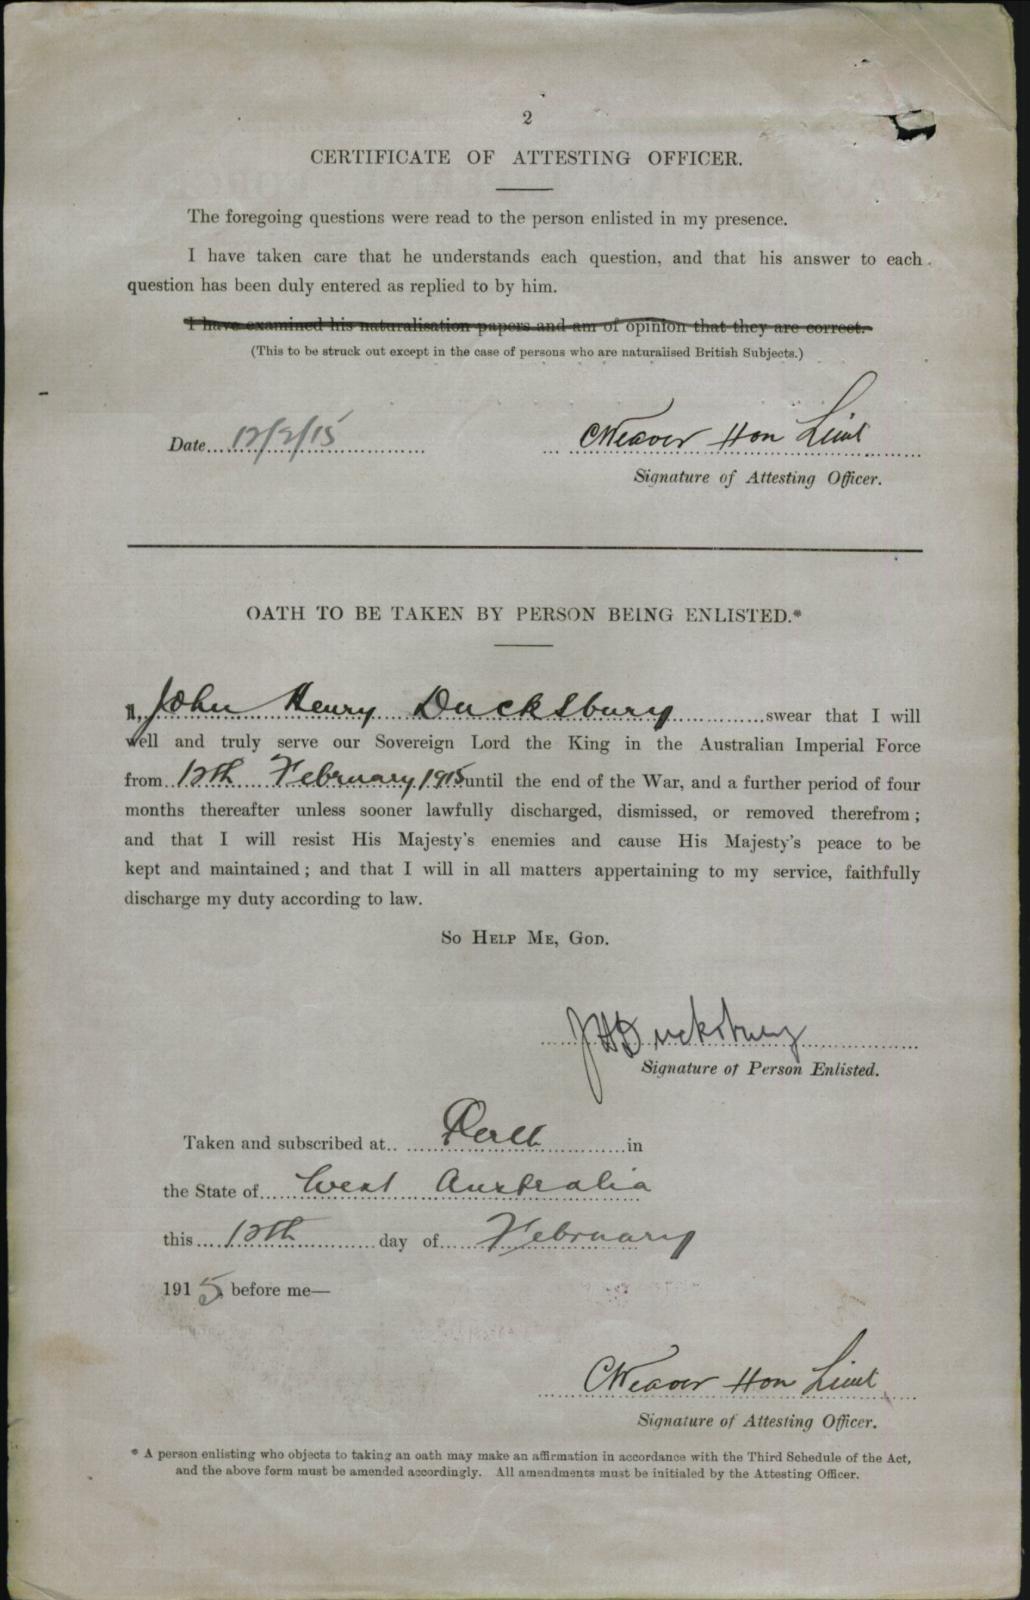 2
CERTIFICATE OF ATTESTING OFFICER.
The foregoing questions were read to the person enlisted in my presence.
I have taken care that he understands each question, and that his answer to each
question has been duly entered as replied to by him.
I have examined his naturalisation papers and am of opinion that they are correct.
(This to be struck out except in the case of persons who are naturalised British Subjects.)
Date 12/2/15 CWeaver Hon Lieut
Signature of Attesting Officer.
OATH TO BE TAKEN BY PERSON BEING ENLISTED.*
I, John Henry Ducksbury swear that I will
well and truly serve our Sovereign Lord the King in the Australian Imperial Force
from 12th February 1915 until the end of the War, and a further period of four
months thereafter unless sooner lawfully discharged, dismissed, or removed therefrom ;
and that I will resist His Majesty's enemies and cause His Majesty's peace to be
kept and maintained ; and that I will in all matters appertaining to my service, faithfully
discharge my duty according to law.
SO HELP ME, GOD.
JHDucksbury
Signature of Person Enlisted.
Taken and subscribed at Perth in
the State of West Australia
this 12th day of February
1915 before me—
CWeaver Hon Lieut
Signature of Attesting Officer.
* A person enlisting who objects to taking an oath may make an affirmation in accordance with the Third Schedule of the Act,
and the above form must be amended accordingly. All amendments must be initialed by the Attesting Officer.